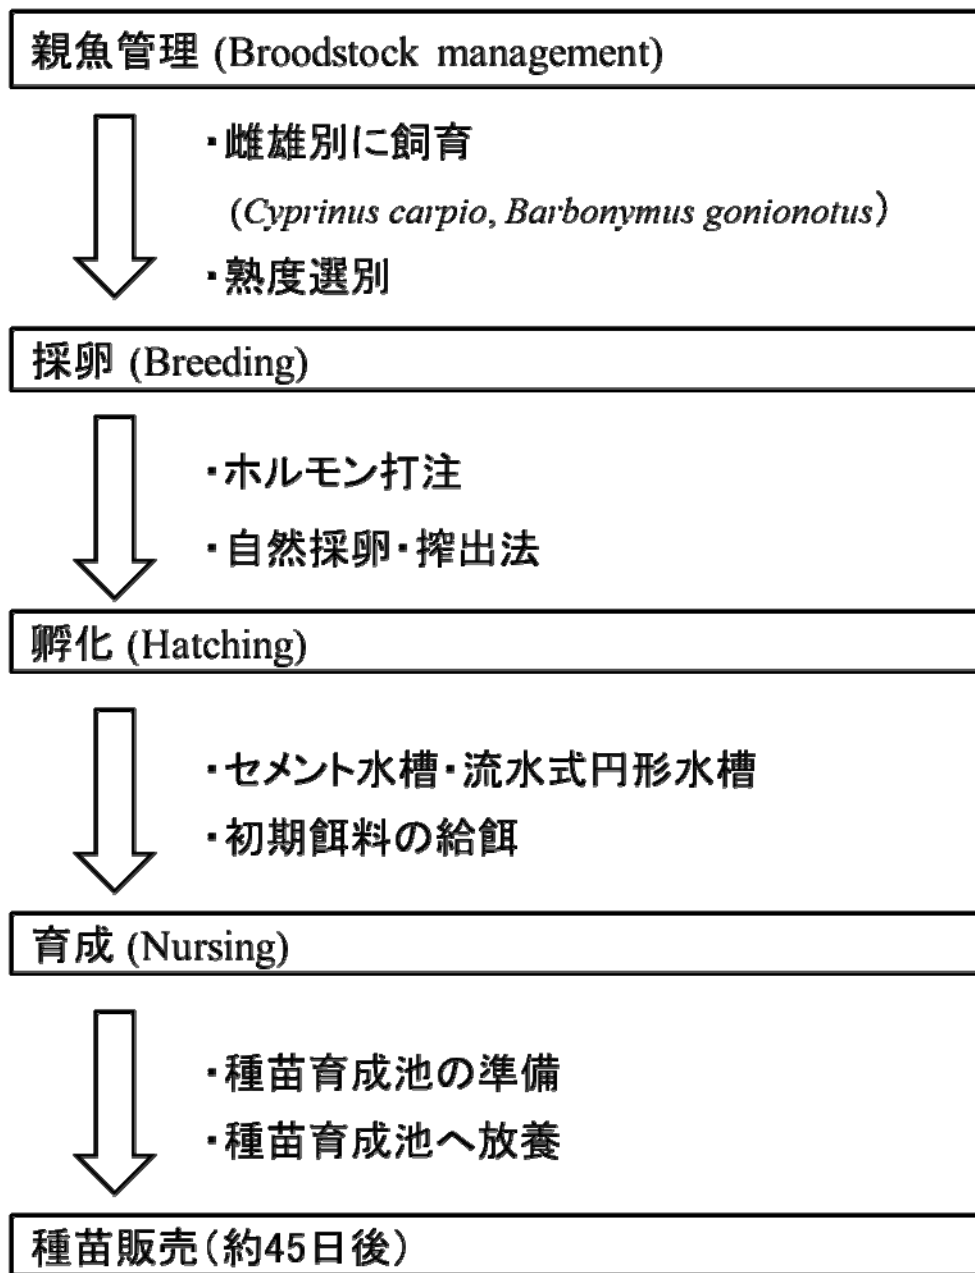 親魚管理 (Broodstock management)
・雌雄別に飼育
(Cyprinus carpio, Barbonymus gonionotus)
・熟度選別
採卵 (Breeding)
・ホルモン打注
・自然採卵・搾出法
孵化 (Hatching)
・セメント水槽・流水式円形水槽
・初期餌料の給餌
育成 (Nursing)
・種苗育成池の準備
・種苗育成池へ放養
種苗販売(約45日後)